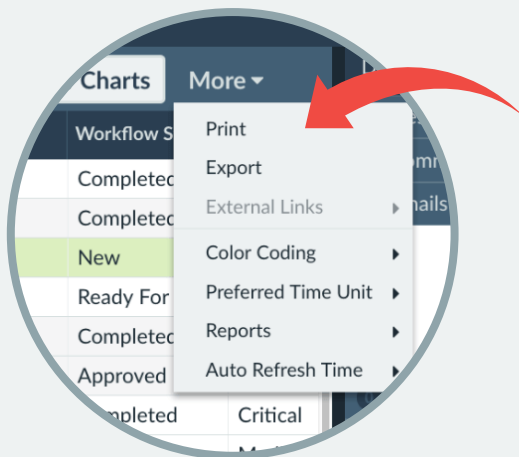 Charts More
Workflow S
Print
Export
External Links
Color Coding
Preferred Time Unit
Reports
Auto Refresh Time
Completed
Completed
New
Ready For
Completed
Approved
Completed Critical